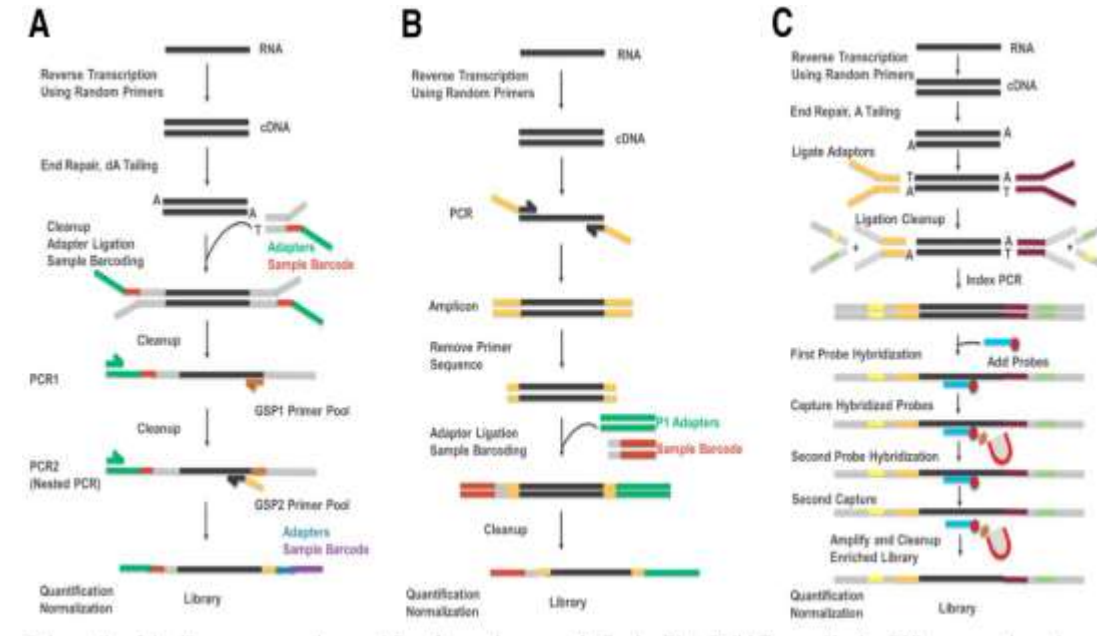 A
RNA
Reverse Transcription
Using Random Primers
cDNA
End Repair, dA Tailing
A
A
T
Cleanup
Adapter Ligation
Sample Barcoding
Adapters
Sample Barcode
Cleanup
PCR1
GSP1 Primer Pool
Cleanup
PCR2
(Nested PCR)
GSP2 Primer Pool
Adapters
Sample Barcode
Quantification
Normalization
Library
B
RNA
Reverse Transcription
Using Random Primers
cDNA
PCR
Amplicon
Remove Primer
Sequence
Adaptor Ligation
Sample Barcoding
P1 Adapters
Sample Barcode
Cleanup
Quantification
Normalization
Library
C
RNA
Reverse Transcription
Using Random Primers
cDNA
End Repair, A Tailing
A
A
Ligate Adaptors
T A
A T
Ligation Cleanup
+ A +
A T
Index PCR
First Probe Hybridization
Add Probes
Capture Hybridized Probes
Second Probe Hybridization
Second Capture
Amplify and Cleanup
Enriched Library
Quantification
Normalization
Library